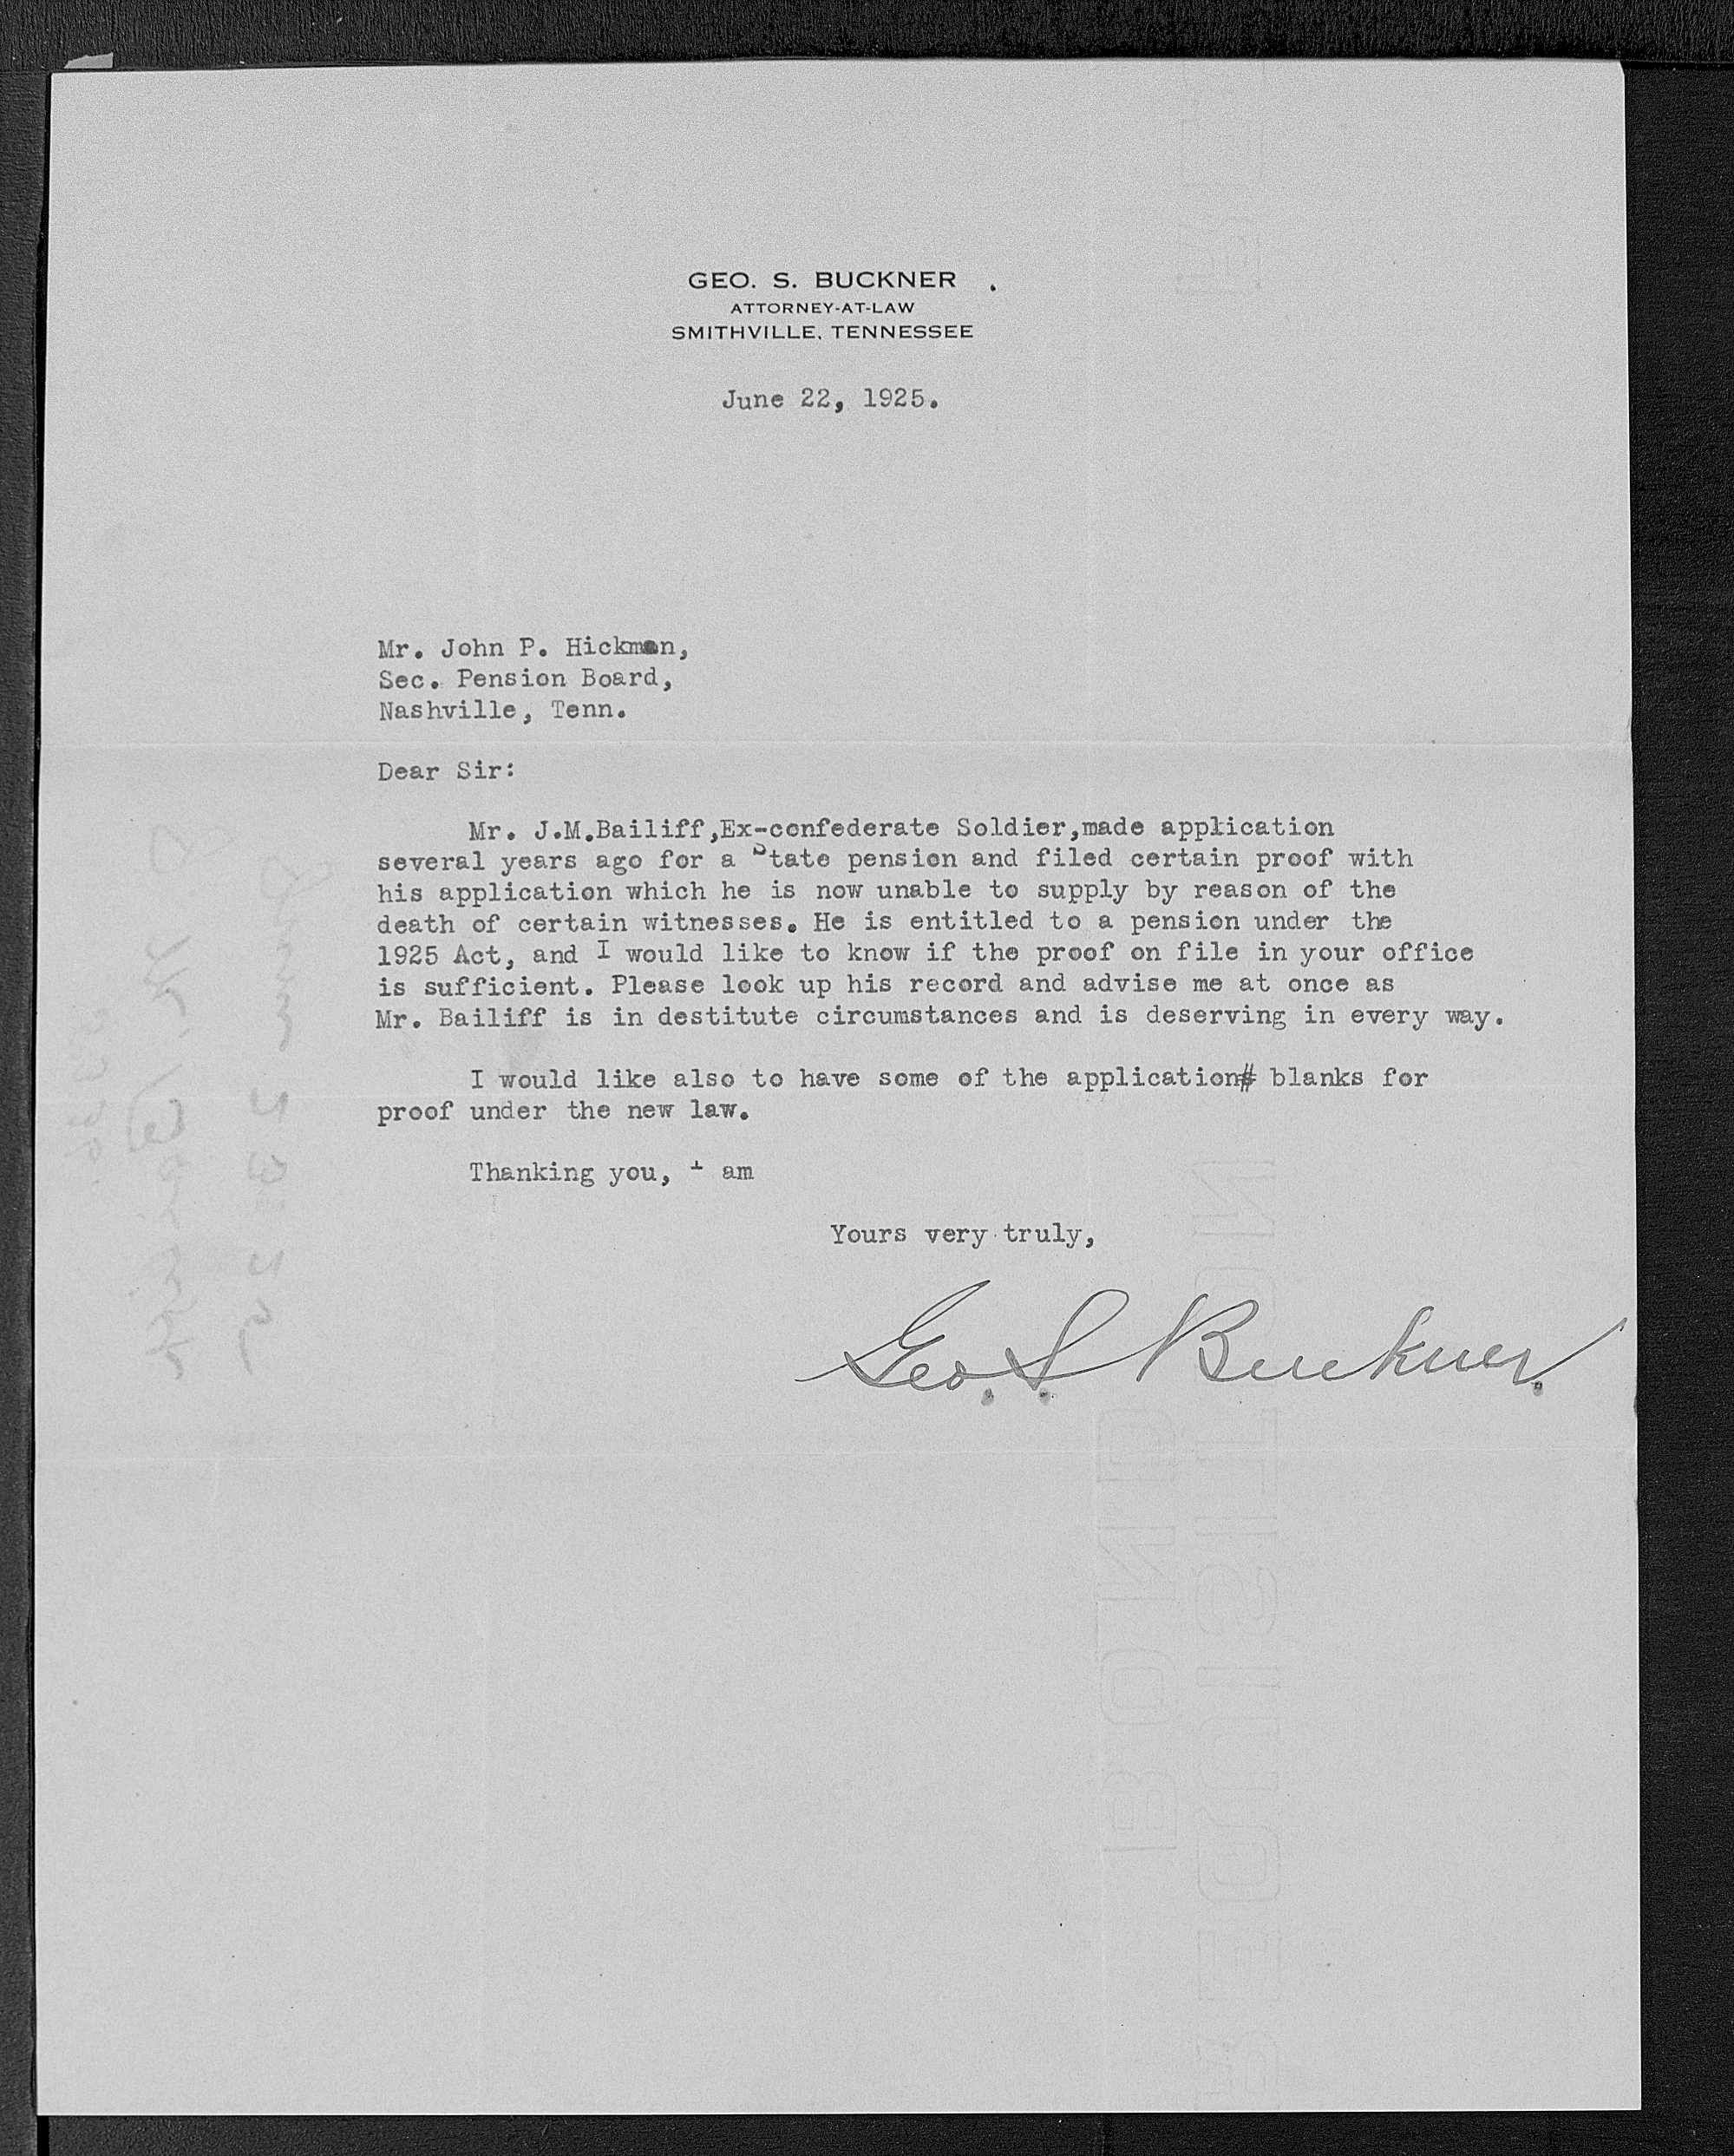 GEO. S. BUCKNER
ATTORNEY-AT-LAW
SMITHVILLE, TENNESSEE
June 22, 1925.
Mr. John P. Hickman,
Sec. Pension Board,
Nashville, Tenn.
Dear Sir:
Mr. J.M.Bailiff,Ex-confederate Soldier,made application
several years ago for a State pension and filed certain proof with
his application which he is now unable to supply by reason of the
death of certain witnesses. He is entitled to a pension under the
1925 Act, and I would like to know if the proof on file in your office
is sufficient. Please look up his record and advise me at once as
Mr. Bailiff is in destitute circumstances and is deserving in every way.
I would like also to have some of the application blanks for
proof under the new law.
Thanking you, I am
Yours very truly,
Geo. S. Buckner.